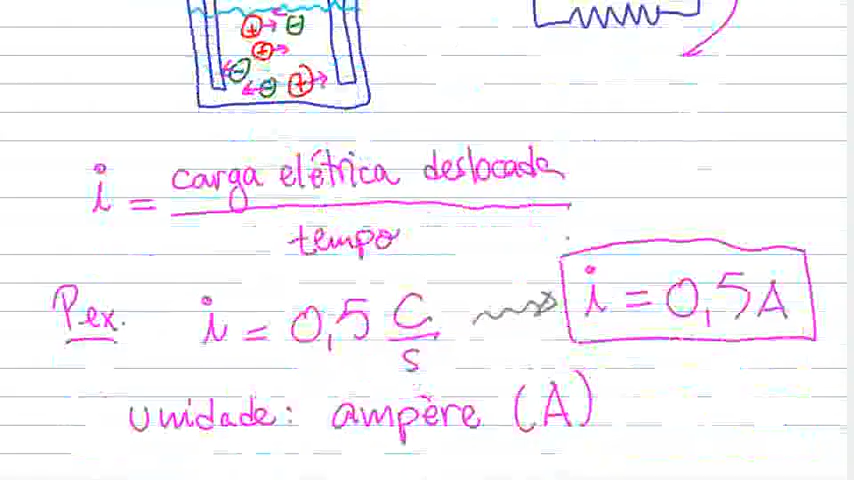 i = carga elétrica deslocada
tempo
P.ex. i = 0,5 C/s → i = 0,5 A
unidade: ampère (A)